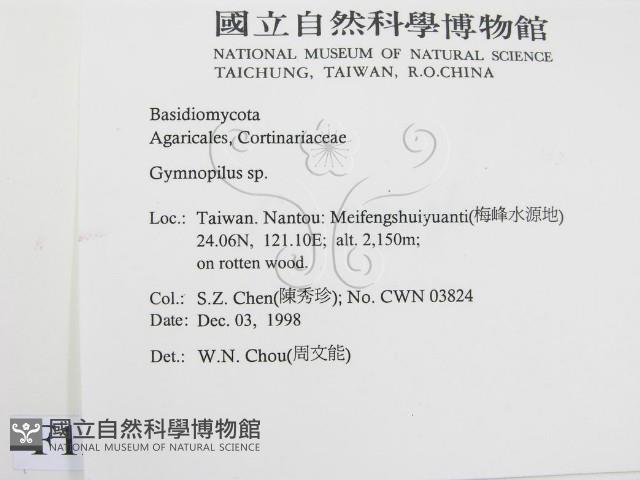 國立自然科學博物館
NATIONAL MUSEUM OF NATURAL SCIENCE
TAICHUNG, TAIWAN, R.O.CHINA
Basidiomycota
Agaricales, Cortinariaceae
Gymnopilus sp.
Loc.: Taiwan. Nantou: Meifengshuiyuanti(梅峰水源地)
24.06N, 121.10E; alt. 2,150m;
on rotten wood.
Col.: S.Z. Chen(陳秀珍); No. CWN 03824
Date: Dec. 03, 1998
Det.: W.N. Chou(周文能)
國立自然科學博物館
NATIONAL MUSEUM OF NATURAL SCIENCE